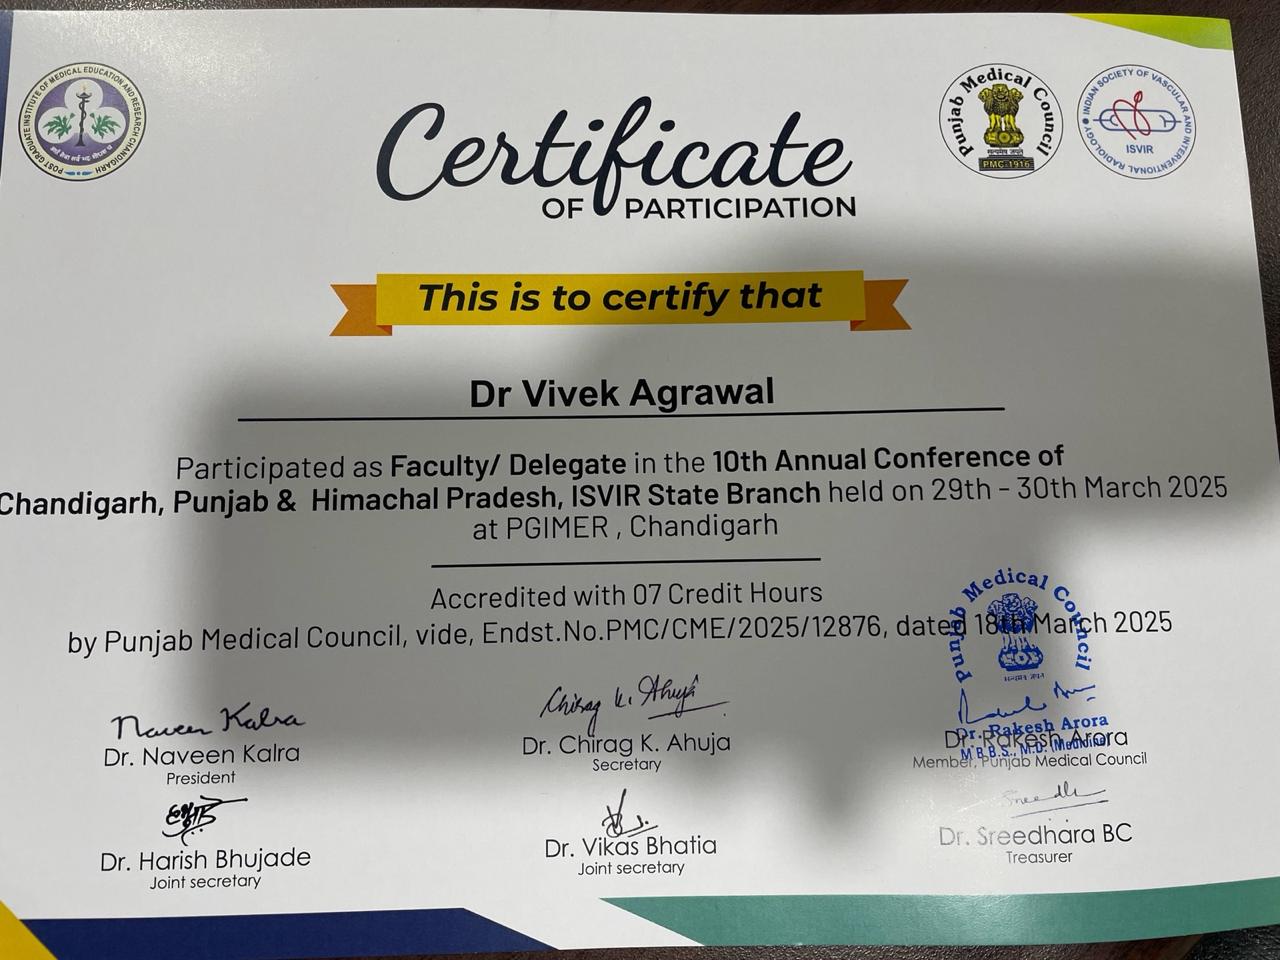 POST GRADUATE INSTITUTE OF MEDICAL EDUCATION AND RESEARCH CHANDIGARH
Punjab Medical Council
सत्यमेव जयते
PMC-1916
INDIAN SOCIETY OF VASCULAR AND INTERVENTIONAL RADIOLOGY
ISVIR
Certificate
OF PARTICIPATION
This is to certify that
Dr Vivek Agrawal
Participated as Faculty/ Delegate in the 10th Annual Conference of
Chandigarh, Punjab & Himachal Pradesh, ISVIR State Branch held on 29th - 30th March 2025
at PGIMER , Chandigarh
Accredited with 07 Credit Hours
by Punjab Medical Council, vide, Endst.No.PMC/CME/2025/12876, dated 18th March 2025
Punjab Medical Council
Naveen Kalra
Chirag K. Ahuja
Dr. Rakesh Arora
M.B.B.S., M.D. (Medicine)
Dr. Naveen Kalra
Dr. Chirag K. Ahuja
Dr. Rakesh Arora
President
Secretary
Member, Punjab Medical Council
Sreedh
Dr. Harish Bhujade
Dr. Vikas Bhatia
Dr. Sreedhara BC
Joint secretary
Joint secretary
Treasurer